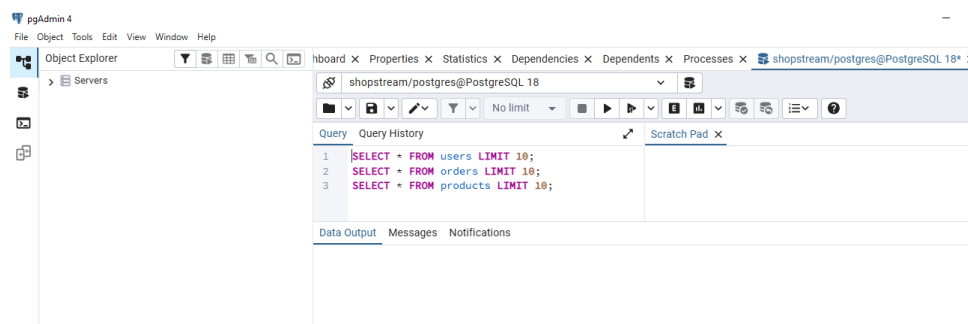 pgAdmin 4
File Object Tools Edit View Window Help
Object Explorer
hboard Properties Statistics Dependencies Dependents Processes shopstream/postgres@PostgreSQL 18*
Servers
shopstream/postgres@PostgreSQL 18
No limit
E
Query Query History
Scratch Pad
1 SELECT * FROM users LIMIT 10;
2 SELECT * FROM orders LIMIT 10;
3 SELECT * FROM products LIMIT 10;
Data Output Messages Notifications